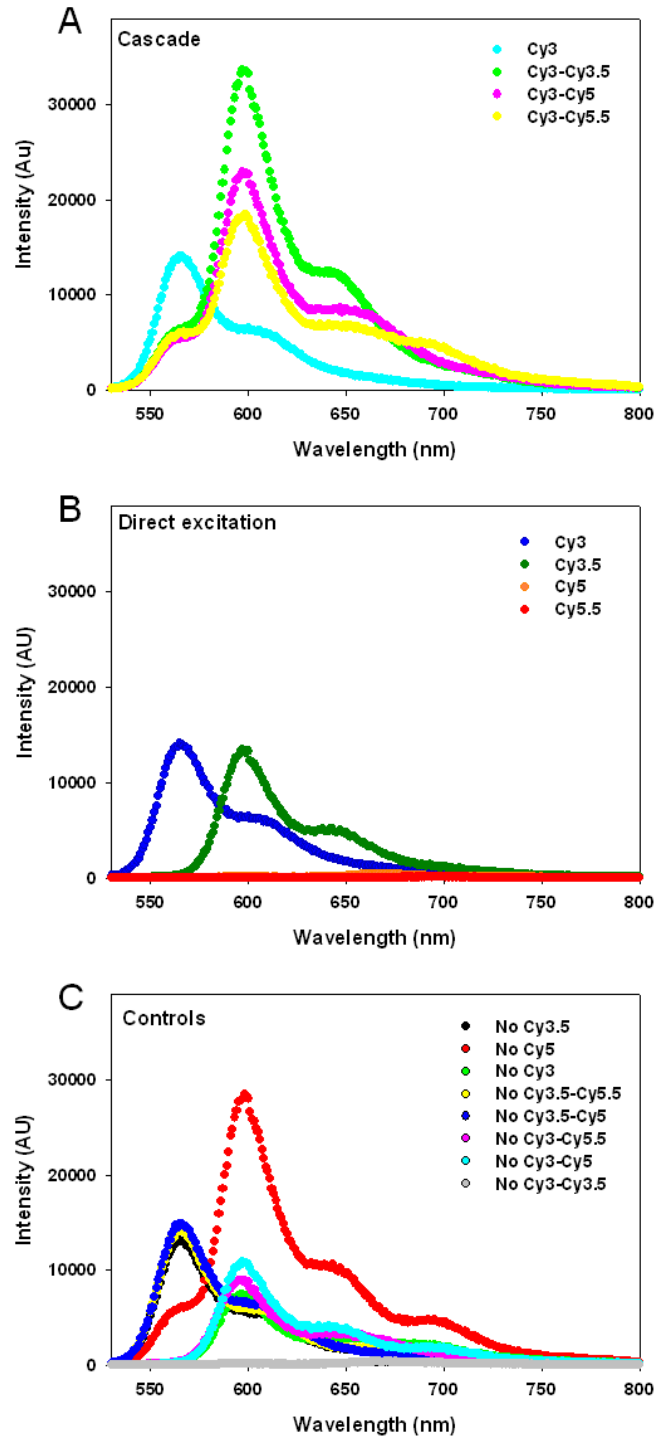 A
Cascade
Cy3
Cy3-Cy3.5
Cy3-Cy5
Cy3-Cy5.5
Intensity (Au)
30000
20000
10000
0
550 600 650 700 750 800
Wavelength (nm)
B
Direct excitation
Cy3
Cy3.5
Cy5
Cy5.5
Intensity (AU)
30000
20000
10000
0
550 600 650 700 750 800
Wavelength (nm)
C
Controls
No Cy3.5
No Cy5
No Cy3
No Cy3.5-Cy5.5
No Cy3.5-Cy5
No Cy3-Cy5.5
No Cy3-Cy5
No Cy3-Cy3.5
Intensity (AU)
30000
20000
10000
0
550 600 650 700 750 800
Wavelength (nm)